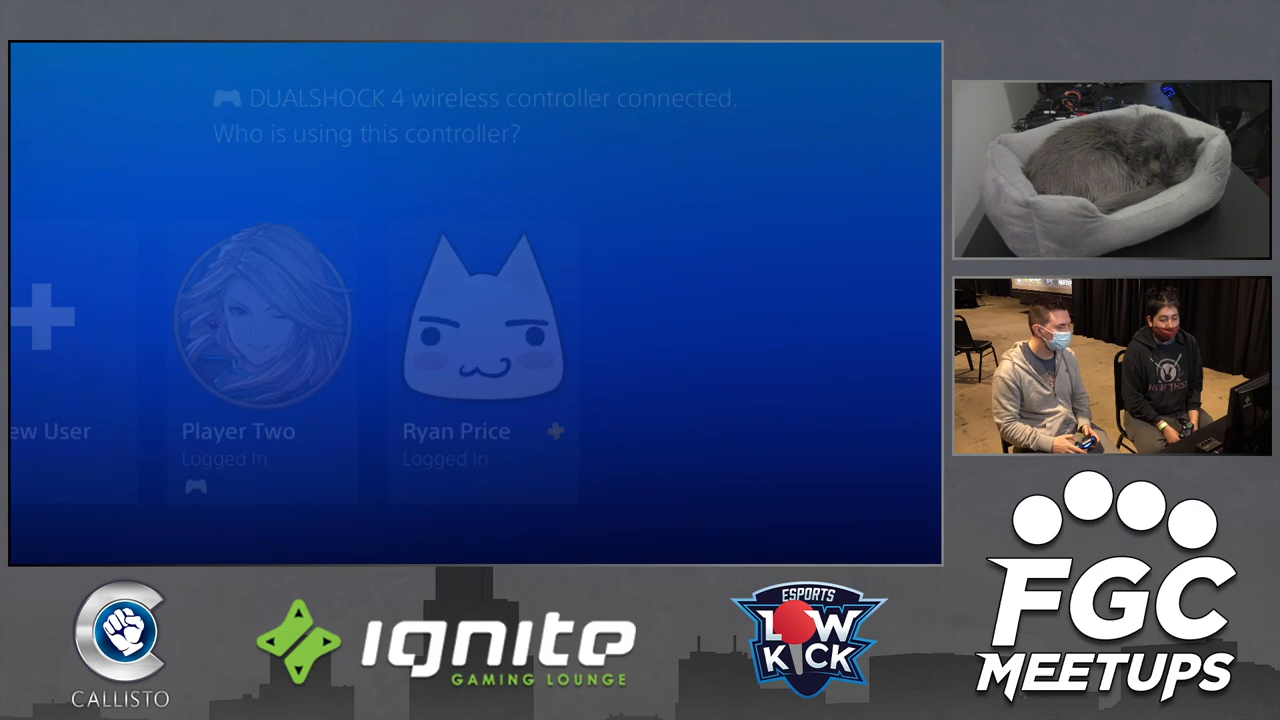 DUALSHOCK 4 wireless controller connected.
Who is using this controller?
ew User
Player Two
Logged In
Ryan Price
Logged in
CALLISTO
ignite
GAMING LOUNGE
ESPORTS
LOW
KICK
FGC
MEETUPS